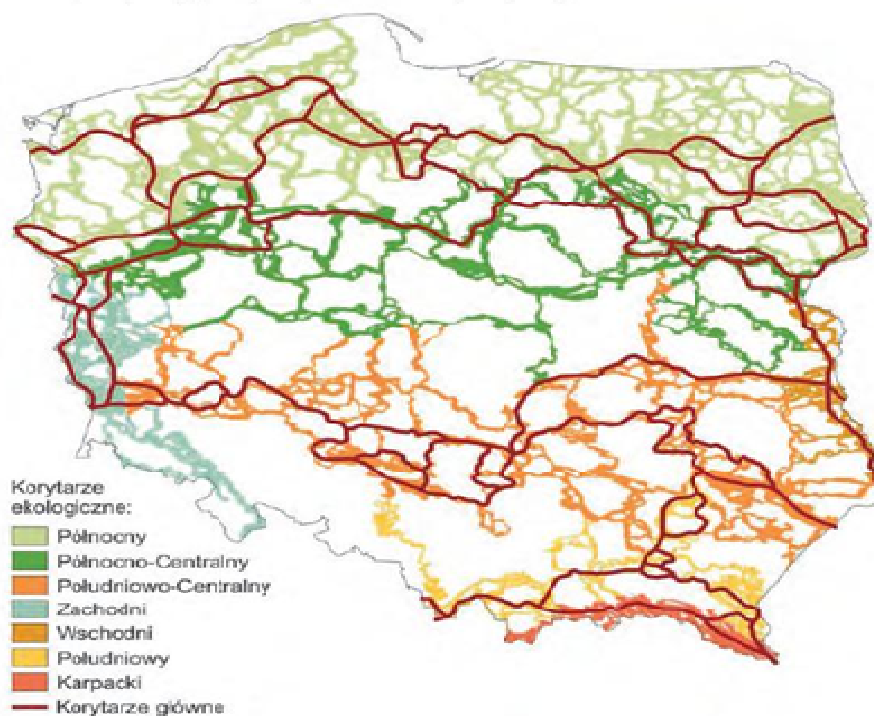 Korytarze
ekologiczne:
Północny
Północno-Centralny
Południowo-Centralny
Zachodni
Wschodni
Południowy
Karpacki
Korytarze główne